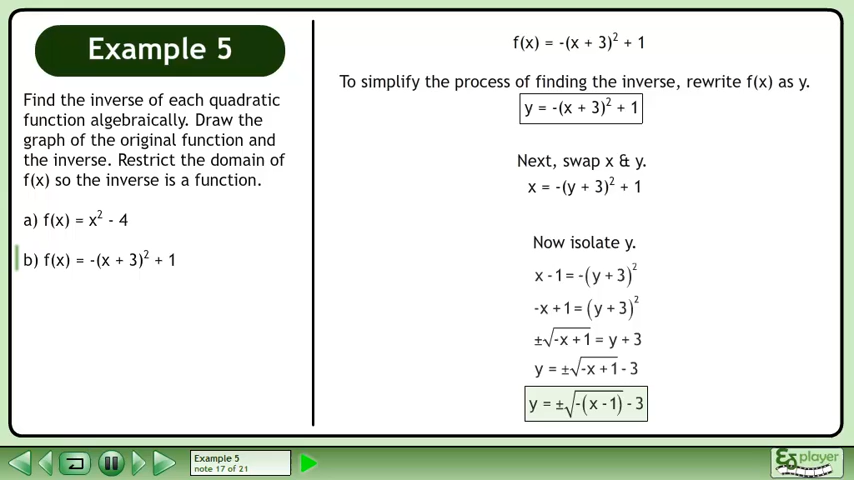 Example 5
Find the inverse of each quadratic
function algebraically. Draw the
graph of the original function and
the inverse. Restrict the domain of
f(x) so the inverse is a function.
a) f(x) = x² - 4
b) f(x) = -(x + 3)² + 1
f(x) = -(x + 3)² + 1
To simplify the process of finding the inverse, rewrite f(x) as y.
y = -(x + 3)² + 1
Next, swap x & y.
x = -(y + 3)² + 1
Now isolate y.
x - 1 = -(y + 3)²
-x + 1 = (y + 3)²
±√(-x + 1) = y + 3
y = ±√(-x + 1) - 3
y = ±√(-(x - 1)) - 3
Example 5
note 17 of 21
Ez player